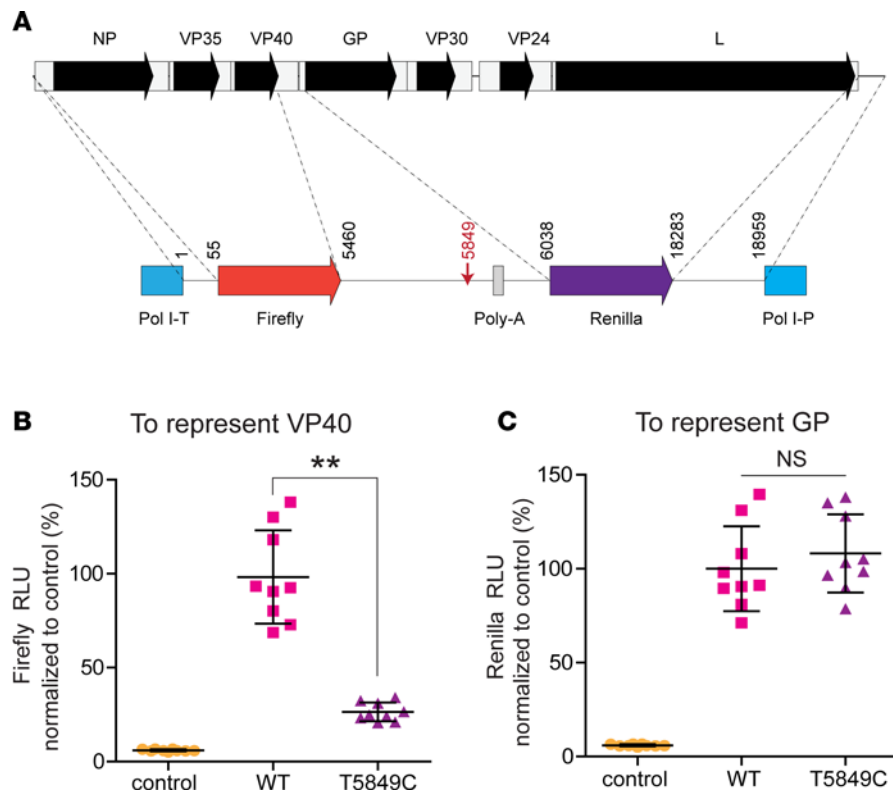 A
NP VP35 VP40 GP VP30 VP24 L
1 55 5460 5849 6038 18283 18959
Pol I-T Firefly Poly-A Renilla Pol I-P
B
To represent VP40
Firefly RLU
normalized to control (%)
150
100
50
0
**
control WT T5849C
C
To represent GP
Renilla RLU
normalized to control (%)
150
100
50
0
NS
control WT T5849C